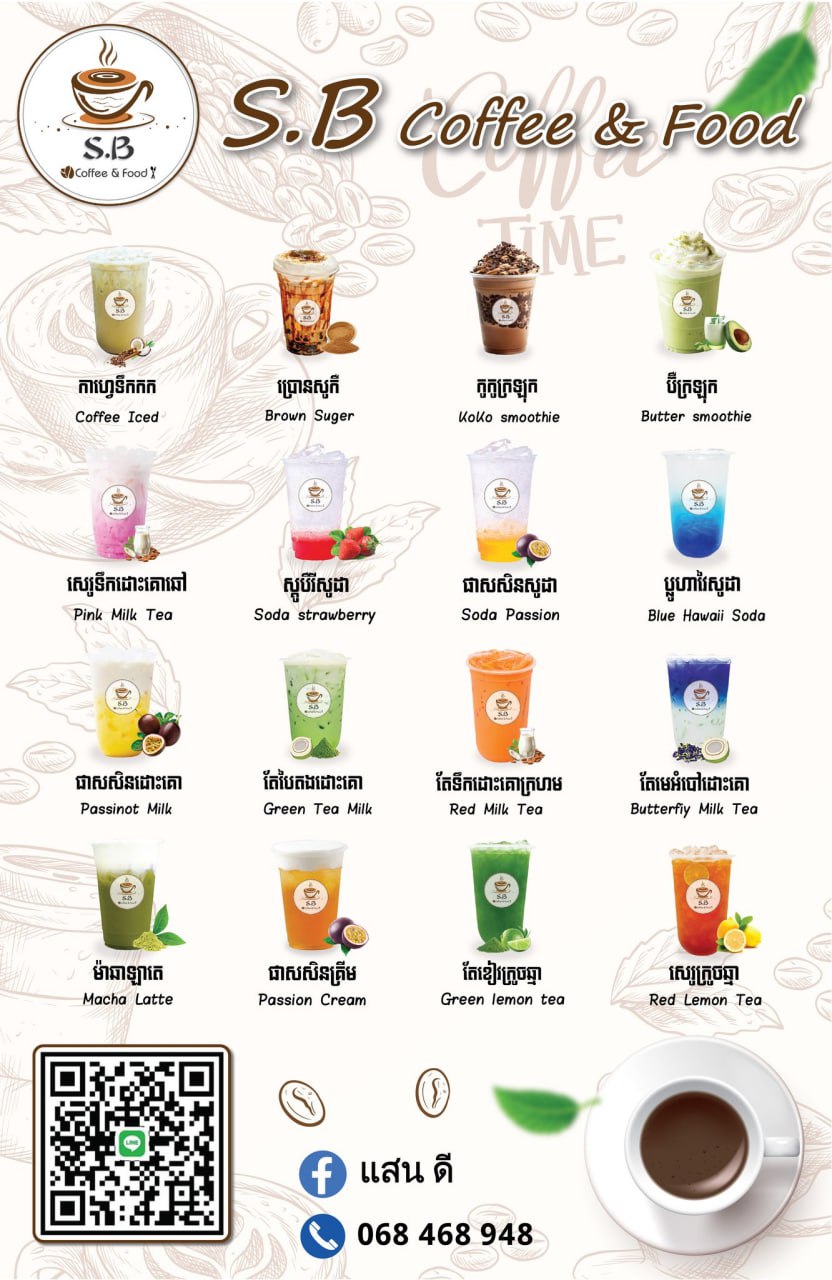 S.B
Coffee & Food
S.B Coffee & Food
Coffee
TIME
កាហ្វេទឹកកក
Coffee Iced
ប្រោនសូកឺ
Brown Suger
កូកូក្រឡុក
KoKo smoothie
ប៊ឺក្រឡុក
Butter smoothie
ស្រូទឹកដោះគោឆៅ
Pink Milk Tea
ស្តូបឺរីសូដា
Soda strawberry
ផាសសិនសូដា
Soda Passion
ប្លូហាវៃសូដា
Blue Hawaii Soda
ផាសសិនដោះគោ
Passinot Milk
តែបៃតងដោះគោ
Green Tea Milk
តែទឹកដោះគោក្រហម
Red Milk Tea
តែមេអំបៅដោះគោ
Butterfiy Milk Tea
ម៉ាឆាឡាតេ
Macha Latte
ផាសសិនគ្រីម
Passion Cream
តែខៀវក្រូចឆ្មា
Green lemon tea
ស្រូក្រូចឆ្មា
Red Lemon Tea
LINE
แสน ดี
068 468 948